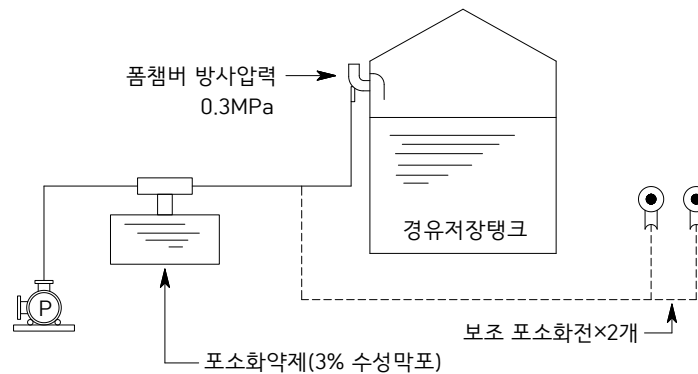 폼챔버 방사압력
0.3MPa
경유저장탱크
P
보조 포소화전×2개
포소화약제(3% 수성막포)